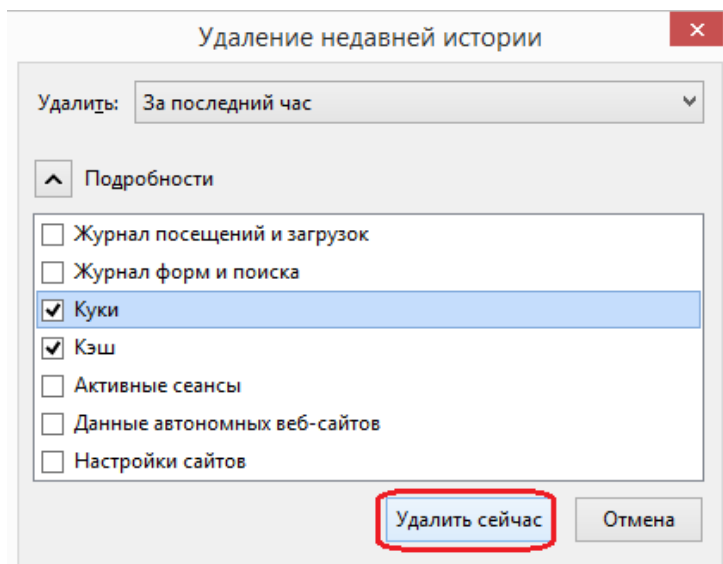 Удаление недавней истории
Удалить: За последний час
Подробности
Журнал посещений и загрузок
Журнал форм и поиска
Куки
Кэш
Активные сеансы
Данные автономных веб-сайтов
Настройки сайтов
Удалить сейчас Отмена